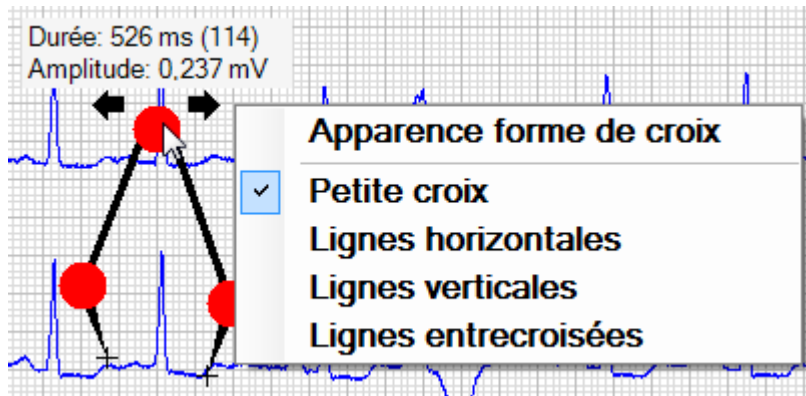 Durée: 526 ms (114)
Amplitude: 0,237 mV
Apparence forme de croix
Petite croix
Lignes horizontales
Lignes verticales
Lignes entrecroisées